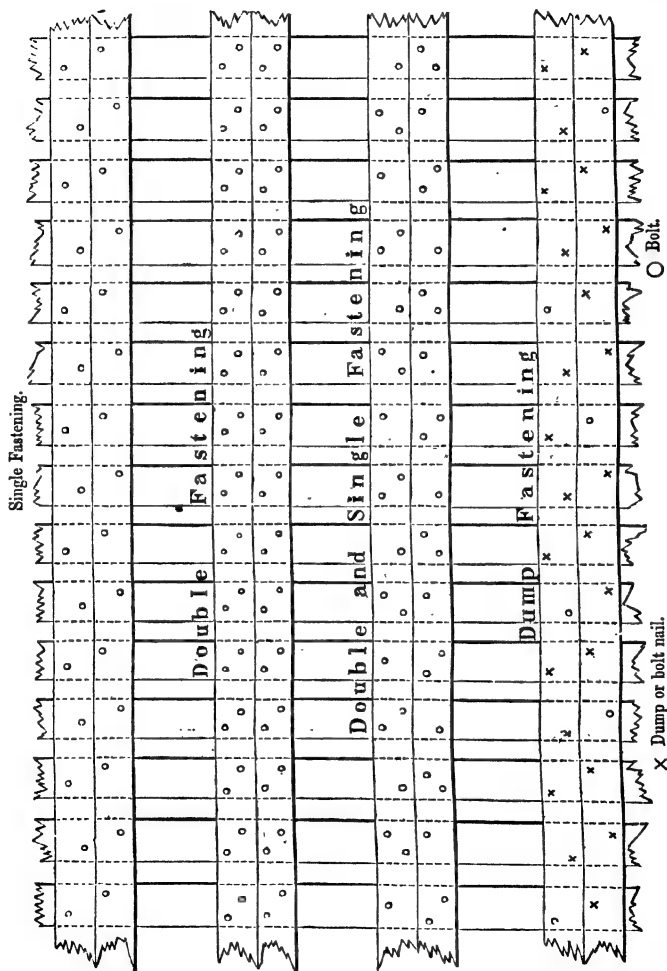 Single Fastening.
Double Fastening
Double and Single Fastening
Dump Fastening
X Dump or bolt nail.
O Bolt.